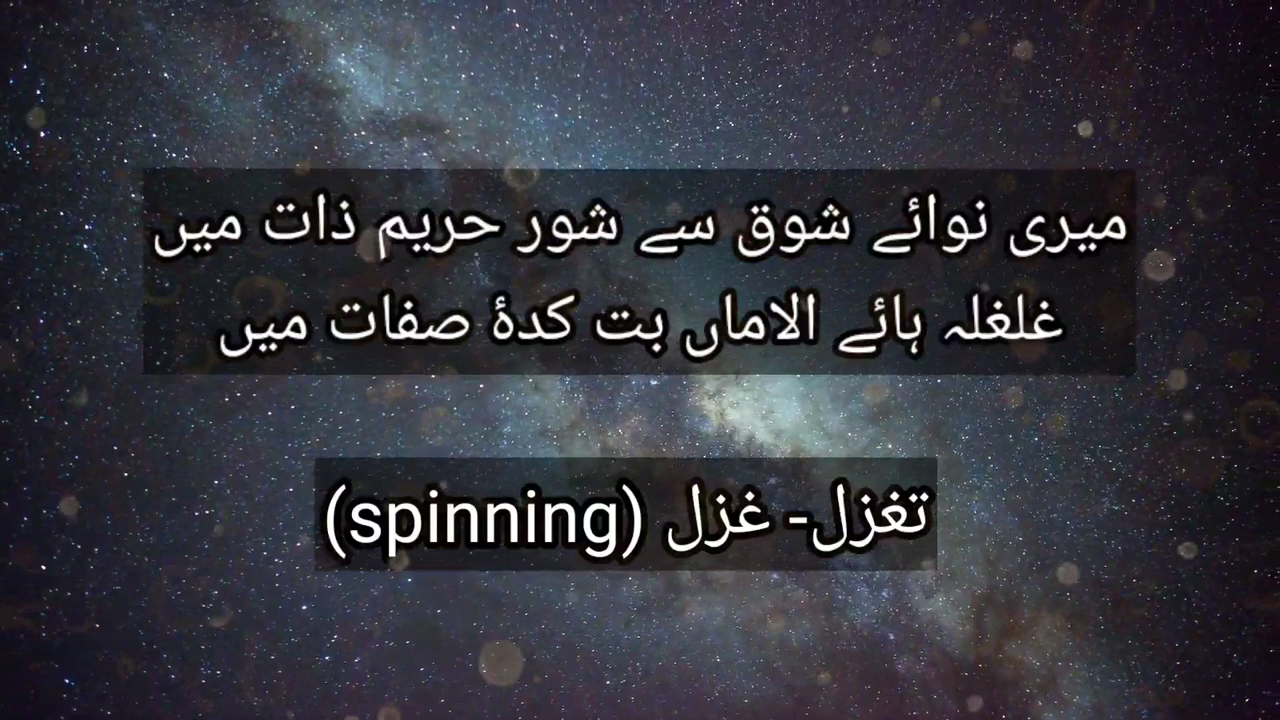 میری نوائے شوق سے شور حریم ذات میں
غلغلہ ہائے الاماں بت کدۂ صفات میں
تغزل- غزل (spinning)